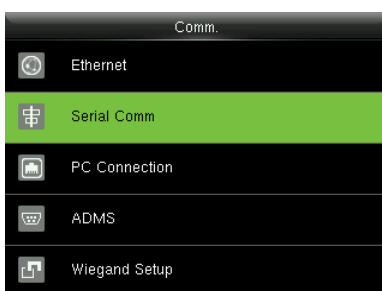 Comm.
Ethernet
Serial Comm
PC Connection
ADMS
Wiegand Setup